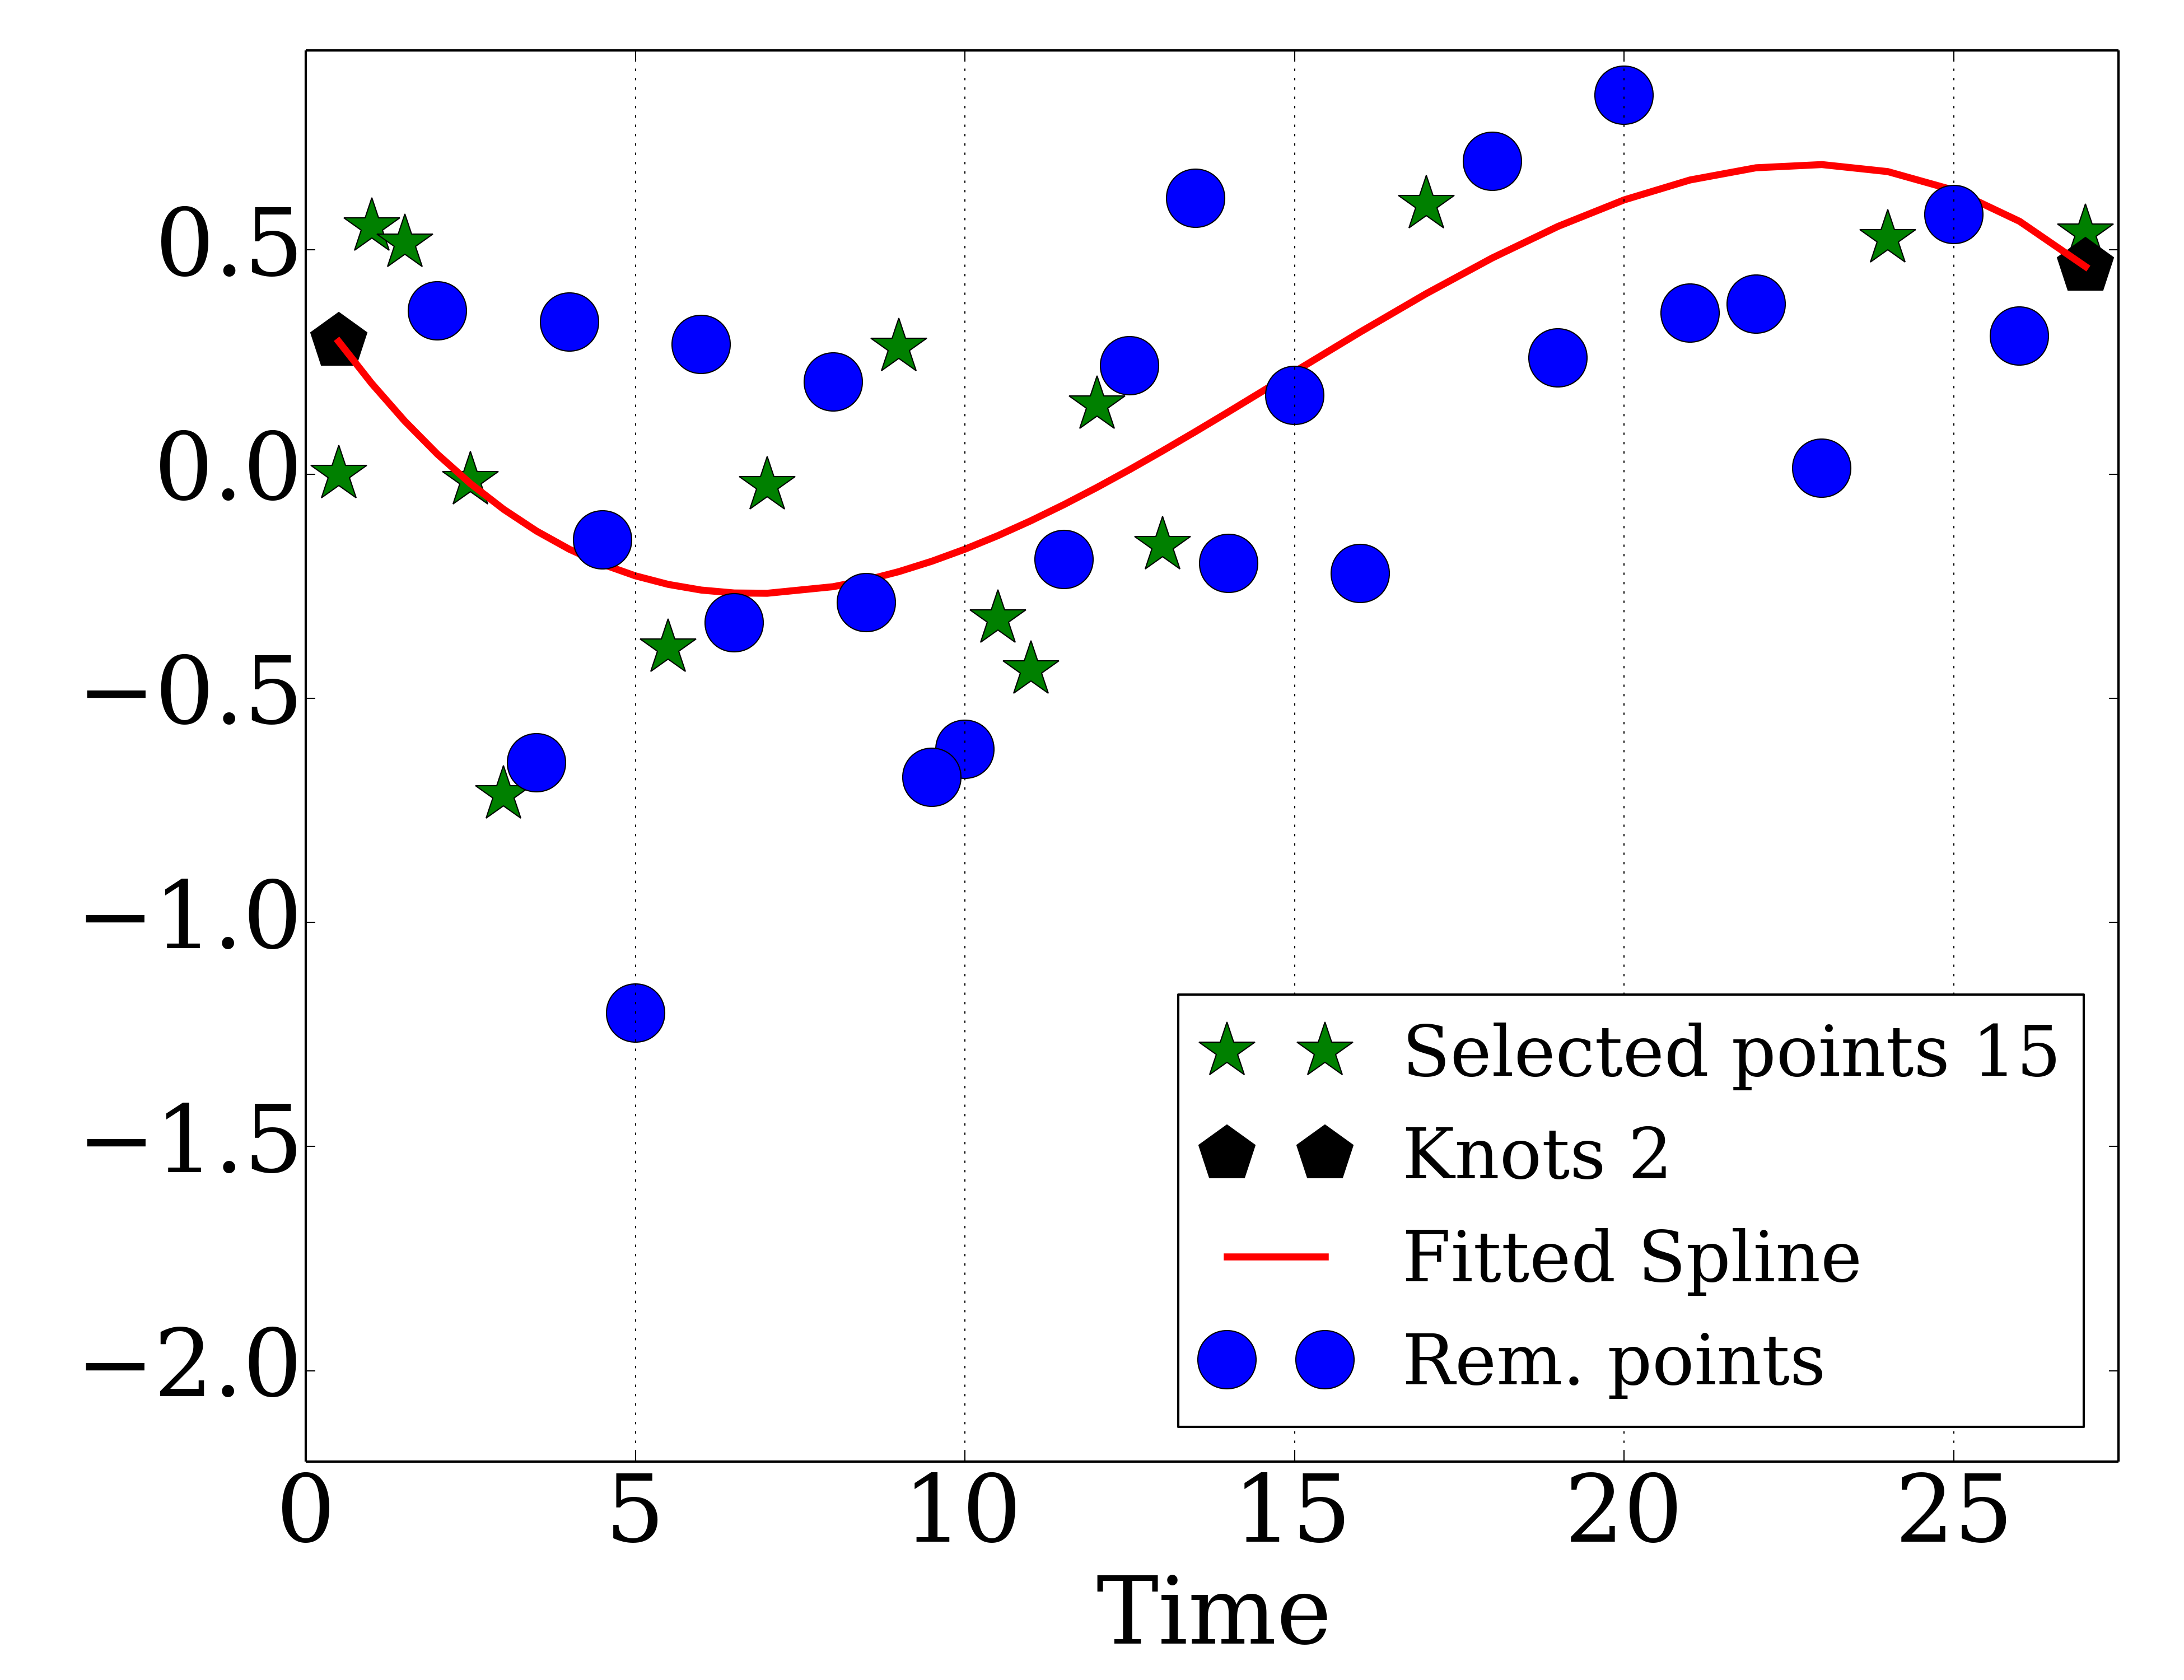 0.5
0.0
−0.5
−1.0
−1.5
−2.0
Selected points 15
Knots 2
Fitted Spline
Rem. points
0 5 10 15 20 25
Time